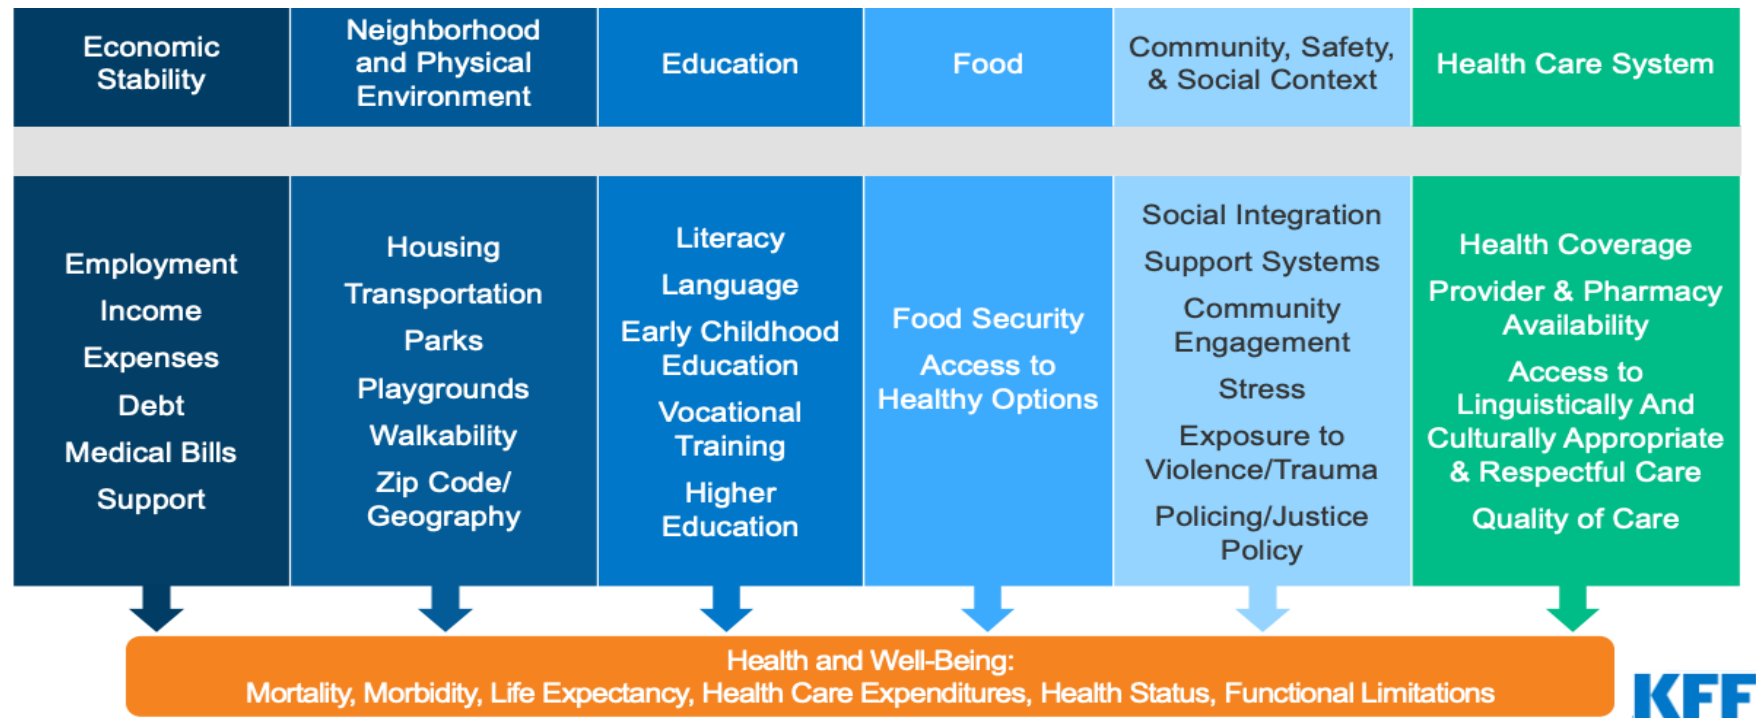 Economic
Stability
Neighborhood
and Physical
Environment
Education
Food
Community, Safety,
& Social Context
Health Care System
Employment
Income
Expenses
Debt
Medical Bills
Support
Housing
Transportation
Parks
Playgrounds
Walkability
Zip Code/
Geography
Literacy
Language
Early Childhood
Education
Vocational
Training
Higher
Education
Food Security
Access to
Healthy Options
Social Integration
Support Systems
Community
Engagement
Stress
Exposure to
Violence/Trauma
Policing/Justice
Policy
Health Coverage
Provider & Pharmacy
Availability
Access to
Linguistically And
Culturally Appropriate
& Respectful Care
Quality of Care
Health and Well-Being:
Mortality, Morbidity, Life Expectancy, Health Care Expenditures, Health Status, Functional Limitations
KFF